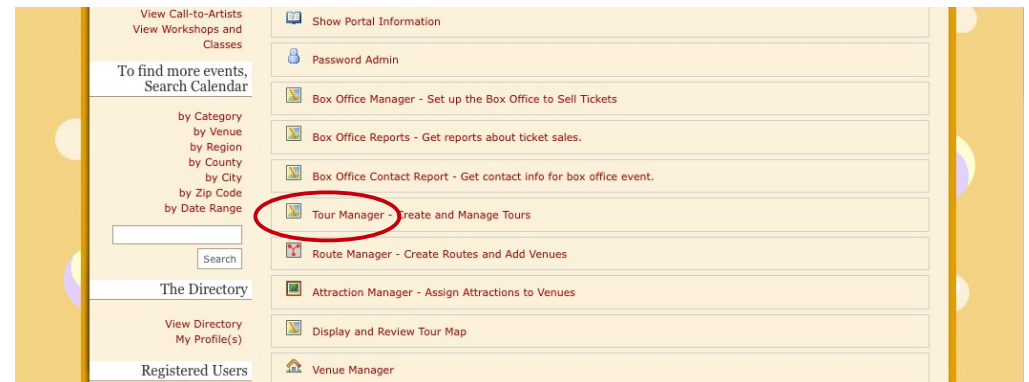 View Call-to-Artists
View Workshops and
Classes
To find more events,
Search Calendar
by Category
by Venue
by Region
by County
by City
by Zip Code
by Date Range
Search
The Directory
View Directory
My Profile(s)
Registered Users
Show Portal Information
Password Admin
Box Office Manager - Set up the Box Office to Sell Tickets
Box Office Reports - Get reports about ticket sales.
Box Office Contact Report - Get contact info for box office event.
Tour Manager - Create and Manage Tours
Route Manager - Create Routes and Add Venues
Attraction Manager - Assign Attractions to Venues
Display and Review Tour Map
Venue Manager